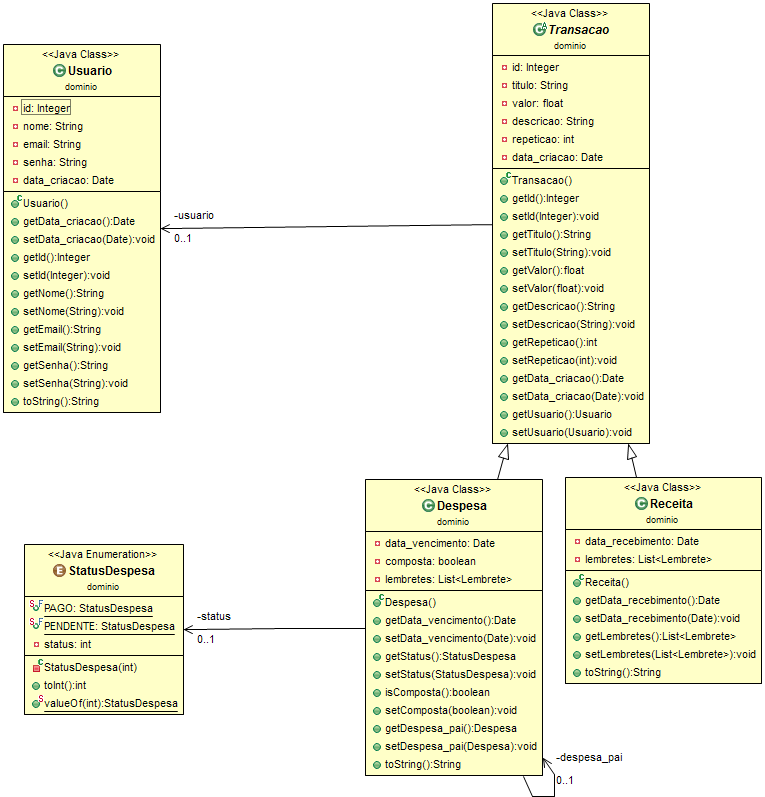 <<Java Class>>
Usuario
dominio
id: Integer
nome: String
email: String
senha: String
data_criacao: Date
Usuario()
getData_criacao():Date
setData_criacao(Date):void
getId():Integer
setId(Integer):void
getNome():String
setNome(String):void
getEmail():String
setEmail(String):void
getSenha():String
setSenha(String):void
toString():String
-usuario
0..1
<<Java Class>>
Transacao
dominio
id: Integer
titulo: String
valor: float
descricao: String
repeticao: int
data_criacao: Date
Transacao()
getId():Integer
setId(Integer):void
getTitulo():String
setTitulo(String):void
getValor():float
setValor(float):void
getDescricao():String
setDescricao(String):void
getRepeticao():int
setRepeticao(int):void
getData_criacao():Date
setData_criacao(Date):void
getUsuario():Usuario
setUsuario(Usuario):void
<<Java Enumeration>>
StatusDespesa
dominio
PAGO: StatusDespesa
PENDENTE: StatusDespesa
status: int
StatusDespesa(int)
toInt():int
valueOf(int):StatusDespesa
-status
0..1
<<Java Class>>
Despesa
dominio
data_vencimento: Date
composta: boolean
lembretes: List<Lembrete>
Despesa()
getData_vencimento():Date
setData_vencimento(Date):void
getStatus():StatusDespesa
setStatus(StatusDespesa):void
isComposta():boolean
setComposta(boolean):void
getDespesa_pai():Despesa
setDespesa_pai(Despesa):void
toString():String
-despesa_pai
0..1
<<Java Class>>
Receita
dominio
data_recebimento: Date
lembretes: List<Lembrete>
Receita()
getData_recebimento():Date
setData_recebimento(Date):void
getLembretes():List<Lembrete>
setLembretes(List<Lembrete>):void
toString():String